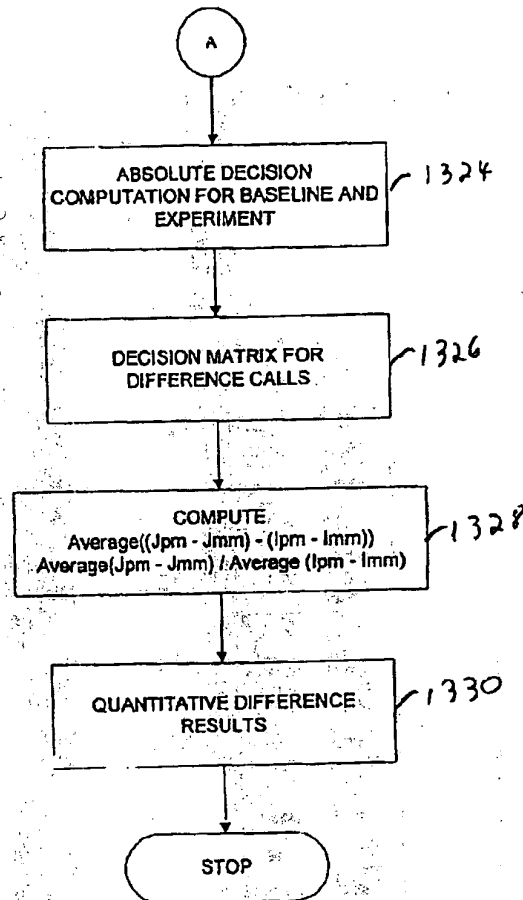 A
ABSOLUTE DECISION
COMPUTATION FOR BASELINE AND
EXPERIMENT
1324
DECISION MATRIX FOR
DIFFERENCE CALLS
1326
COMPUTE
Average((Jpm - Jmm) - (Ipm - Imm))
Average(Jpm - Jmm) / Average (Ipm - Imm)
1328
QUANTITATIVE DIFFERENCE
RESULTS
1330
STOP